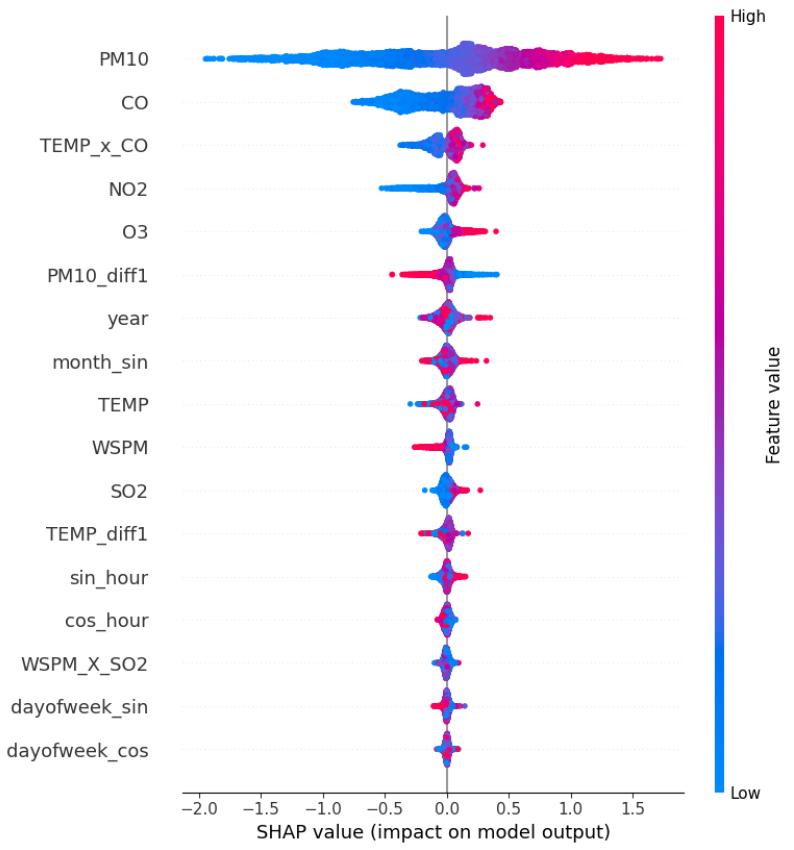 High
PM10
CO
TEMP_x_CO
NO2
O3
PM10_diff1
year
month_sin
TEMP
WSPM
SO2
TEMP_diff1
sin_hour
cos_hour
WSPM_X_SO2
dayofweek_sin
dayofweek_cos
Feature value
Low
−2.0 −1.5 −1.0 −0.5 0.0 0.5 1.0 1.5
SHAP value (impact on model output)